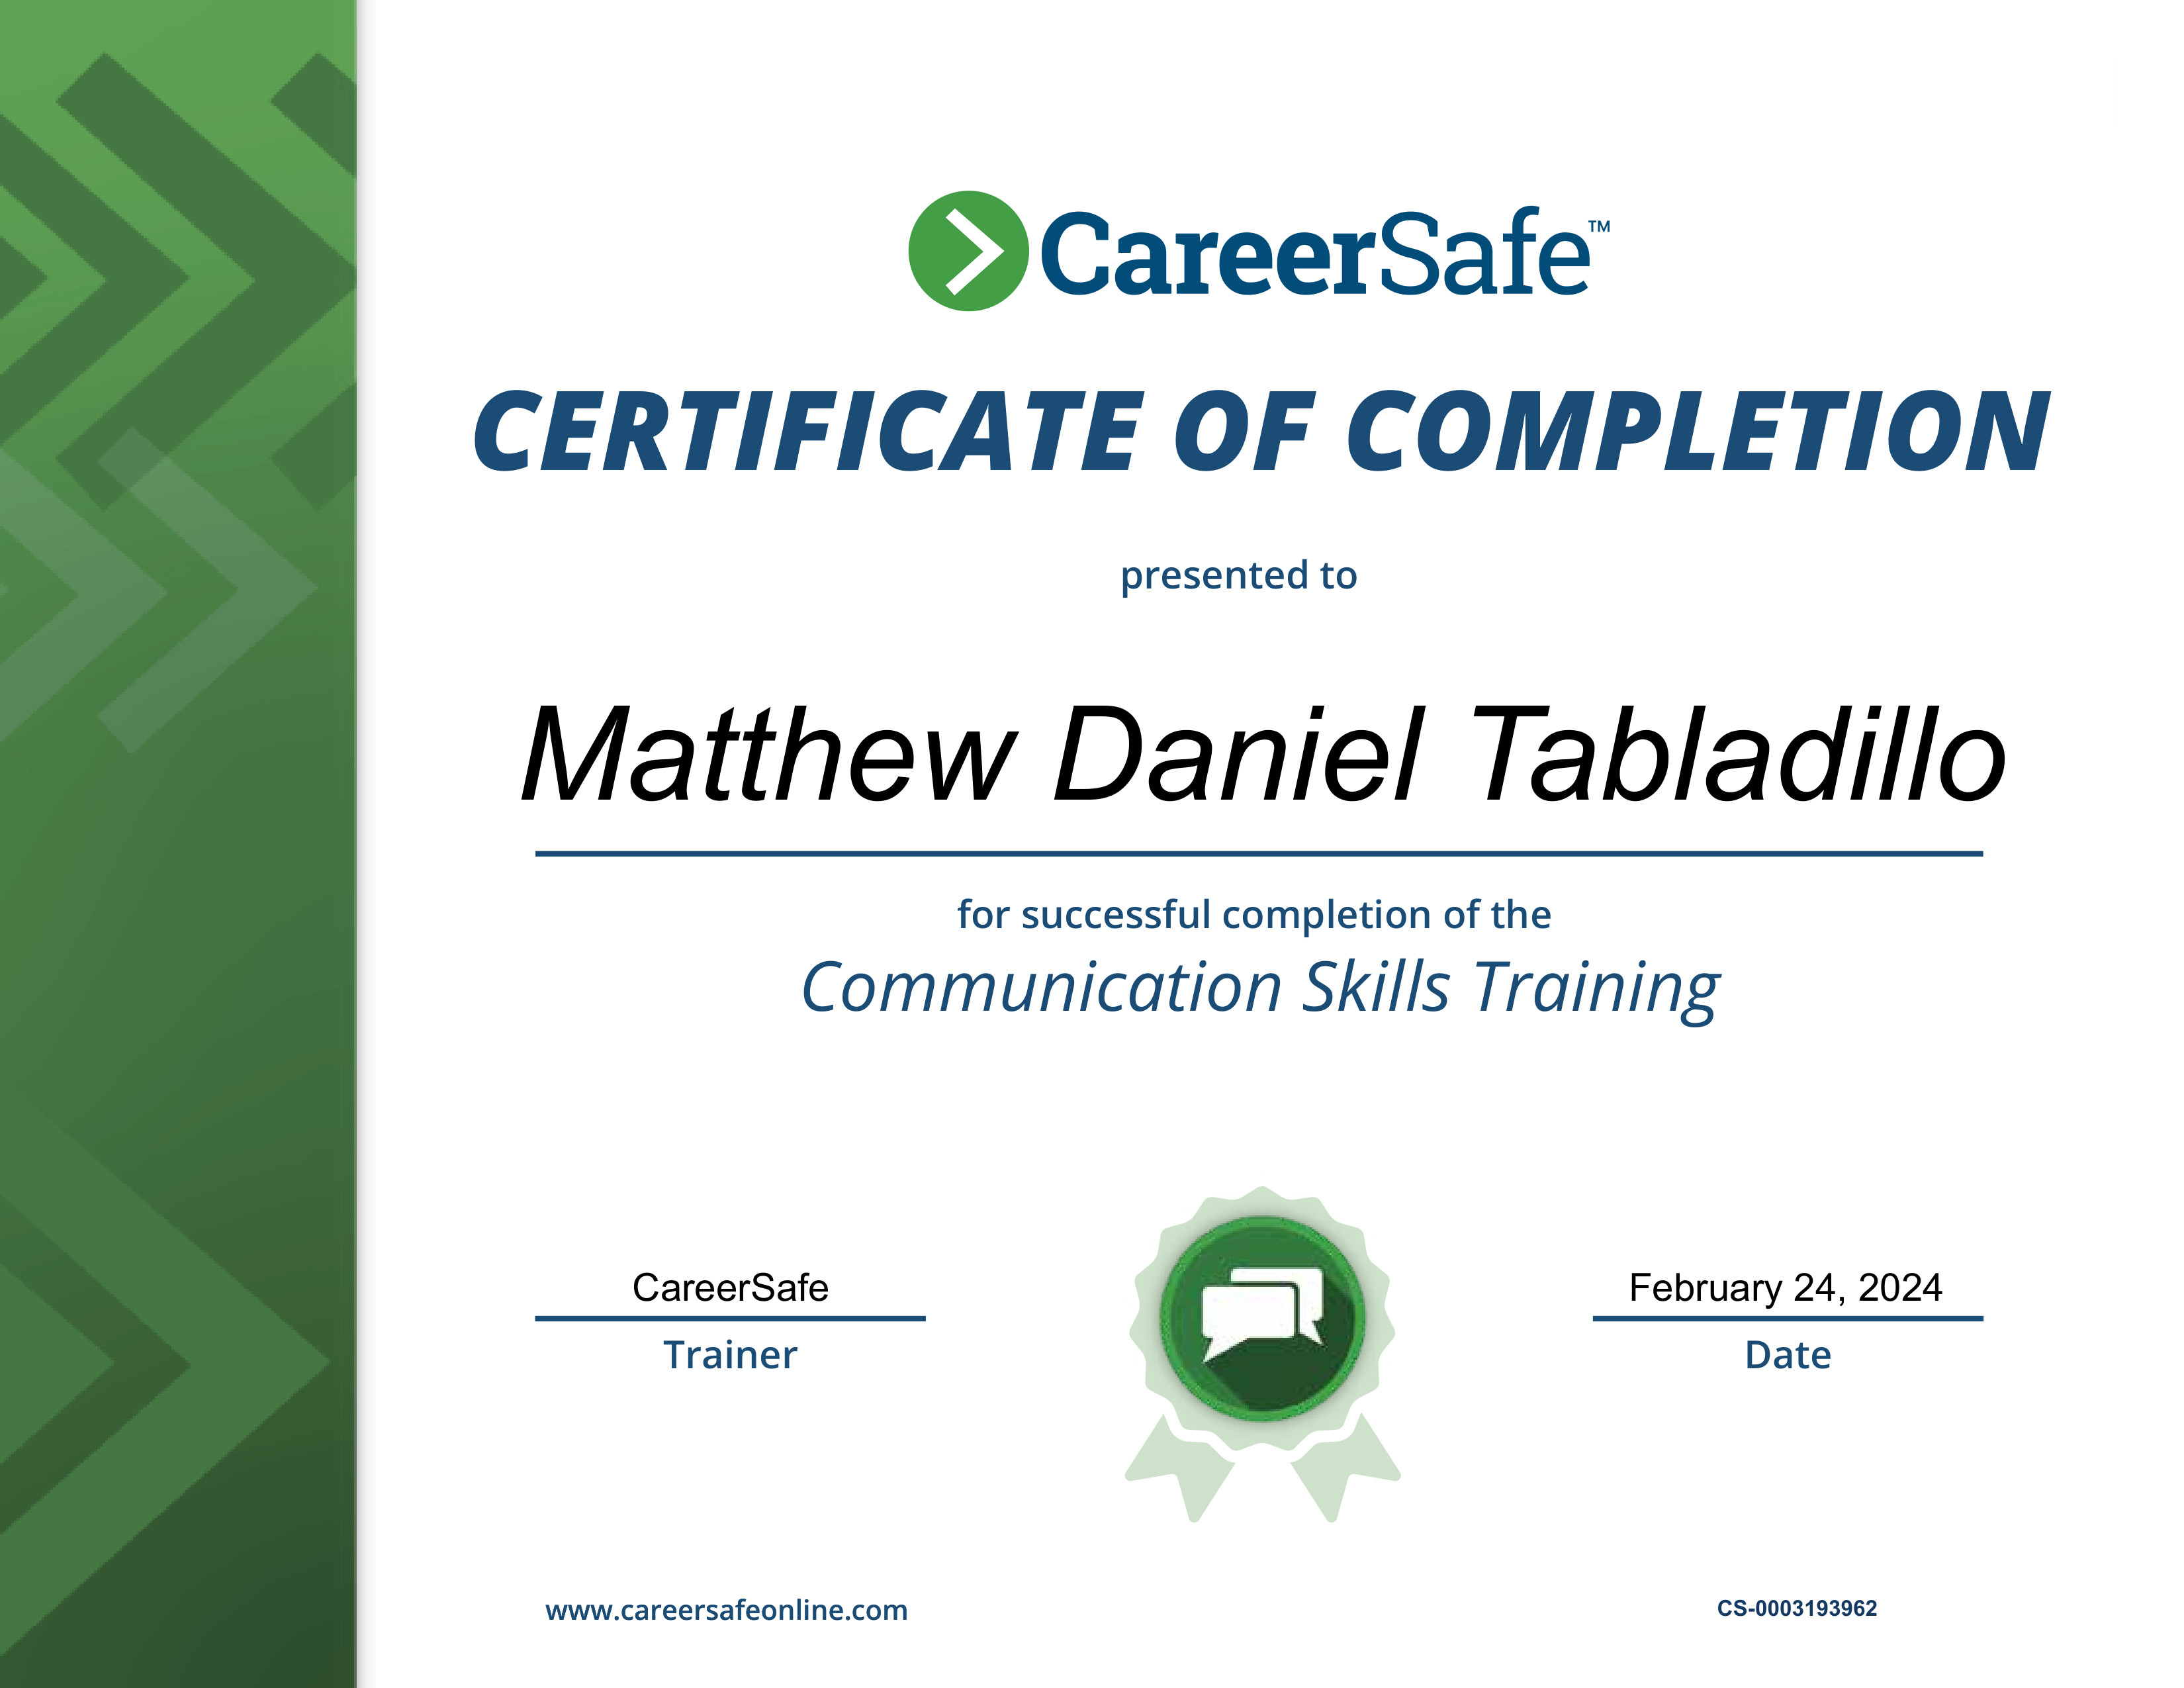 CareerSafe™
CERTIFICATE OF COMPLETION
presented to
Matthew Daniel Tabladillo
for successful completion of the
Communication Skills Training
CareerSafe
Trainer
February 24, 2024
Date
www.careersafeonline.com
CS-0003193962